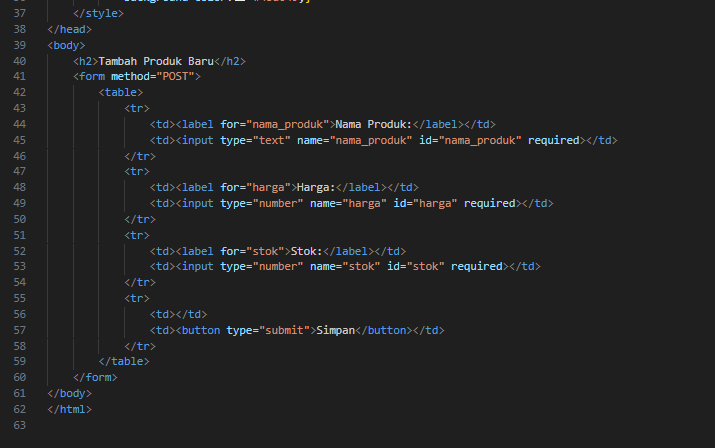 37 </style>
38 </head>
39 <body>
40 <h2>Tambah Produk Baru</h2>
41 <form method="POST">
42 <table>
43 <tr>
44 <td><label for="nama_produk">Nama Produk:</label></td>
45 <td><input type="text" name="nama_produk" id="nama_produk" required></td>
46 </tr>
47 <tr>
48 <td><label for="harga">Harga:</label></td>
49 <td><input type="number" name="harga" id="harga" required></td>
50 </tr>
51 <tr>
52 <td><label for="stok">Stok:</label></td>
53 <td><input type="number" name="stok" id="stok" required></td>
54 </tr>
55 <tr>
56 <td></td>
57 <td><button type="submit">Simpan</button></td>
58 </tr>
59 </table>
60 </form>
61 </body>
62 </html>
63